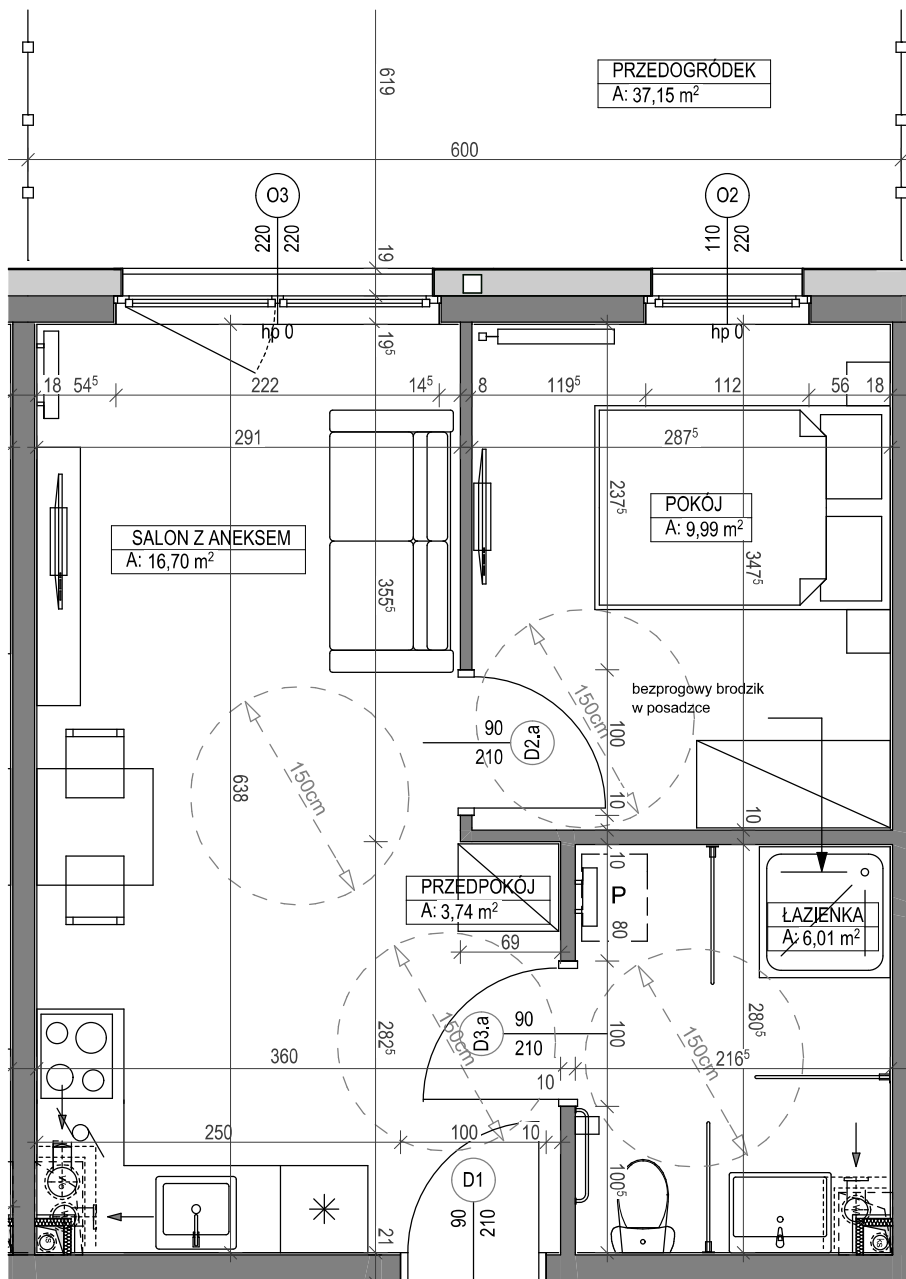 619
PRZEDOGRÓDEK
A: 37,15 m²
600
O3
O2
220 220
110 220
19
hp 0
19⁵
hp 0
18 54⁵ 222 14⁵ 8 119⁵ 112 56 18
291
287⁵
237⁵
POKÓJ
A: 9,99 m²
SALON Z ANEKSEM
A: 16,70 m²
347⁵
355⁵
bezprogowy brodzik
w posadzce
150cm
100
90
210
D2.a
150cm
638
10
10
10
PRZEDPOKÓJ
A: 3,74 m²
P
80
ŁAZIENKA
A: 6,01 m²
69
280⁵
90
210
D3.a
100
150cm
282⁵
360
216⁵
150cm
10
250
100
10
D1
100⁵
90
210
21